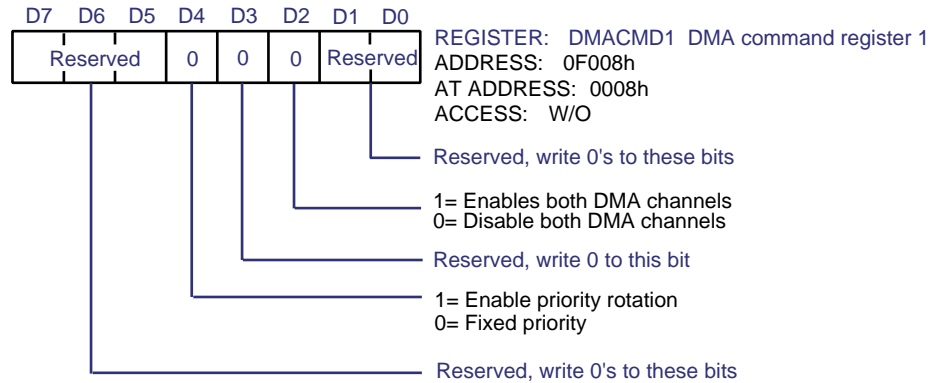 D7 D6 D5 D4 D3 D2 D1 D0
Reserved 0 0 0 Reserved
REGISTER: DMACMD1 DMA command register 1
ADDRESS: 0F008h
AT ADDRESS: 0008h
ACCESS: W/O
Reserved, write 0's to these bits
1= Enables both DMA channels
0= Disable both DMA channels
Reserved, write 0 to this bit
1= Enable priority rotation
0= Fixed priority
Reserved, write 0's to these bits